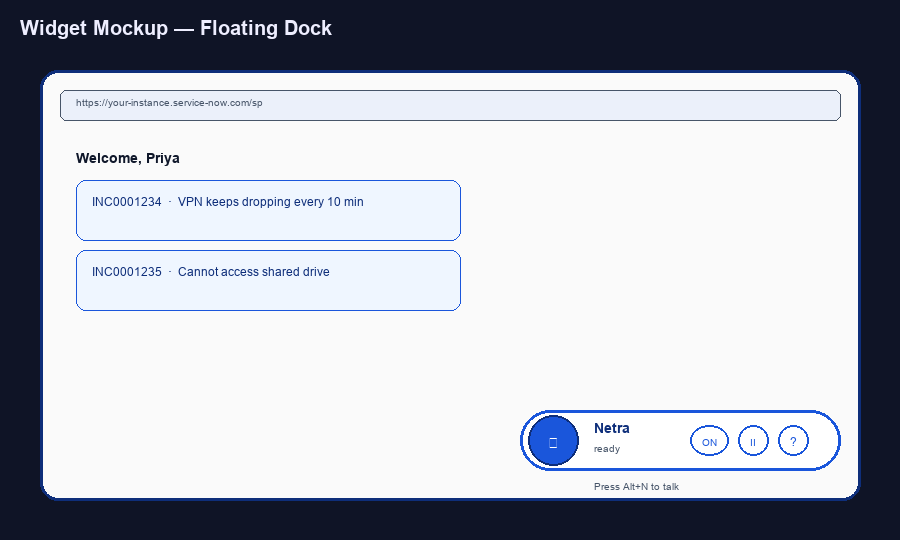 Widget Mockup — Floating Dock
https://your-instance.service-now.com/sp
Welcome, Priya
INC0001234 · VPN keeps dropping every 10 min
INC0001235 · Cannot access shared drive
Netra
ready
ON
II
?
Press Alt+N to talk